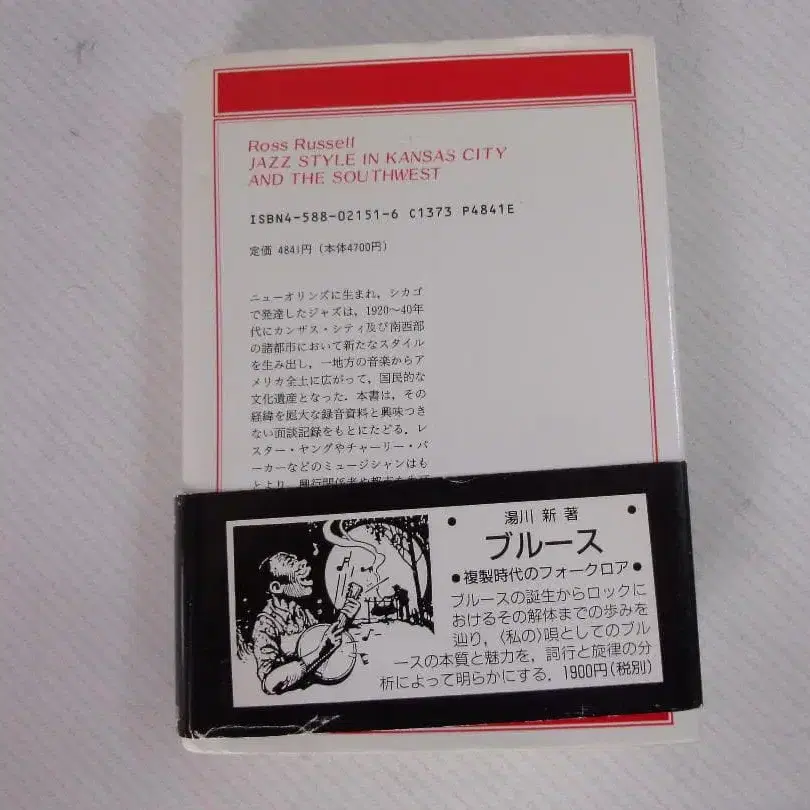 Ross Russell
JAZZ STYLE IN KANSAS CITY
AND THE SOUTHWEST
ISBN4-588-02151-6 C1373 P4841E
定価 4841円（本体4700円）
ニューオリンズに生まれ，シカゴ
で発達したジャズは，1920〜40年
代にカンザス・シティ及び南西部
の諸都市において新たなスタイル
を生み出し，一地方の音楽からア
メリカ全土に広がって，国民的な
文化遺産となった．本書は，その
経緯を厖大な録音資料と興味つき
ない面談記録をもとにたどる．レ
スター・ヤングやチャーリー・パ
ーカーなどのミュージシャンはも
とより，興行関係者や都市
湯川 新 著
ブルース
●複製時代のフォークロア●
ブルースの誕生からロックに
おけるその解体までの歩みを
辿り，〈私の〉唄としてのブル
ースの本質と魅力を，詞行と旋律の分
析によって明らかにする．1900円（税別）